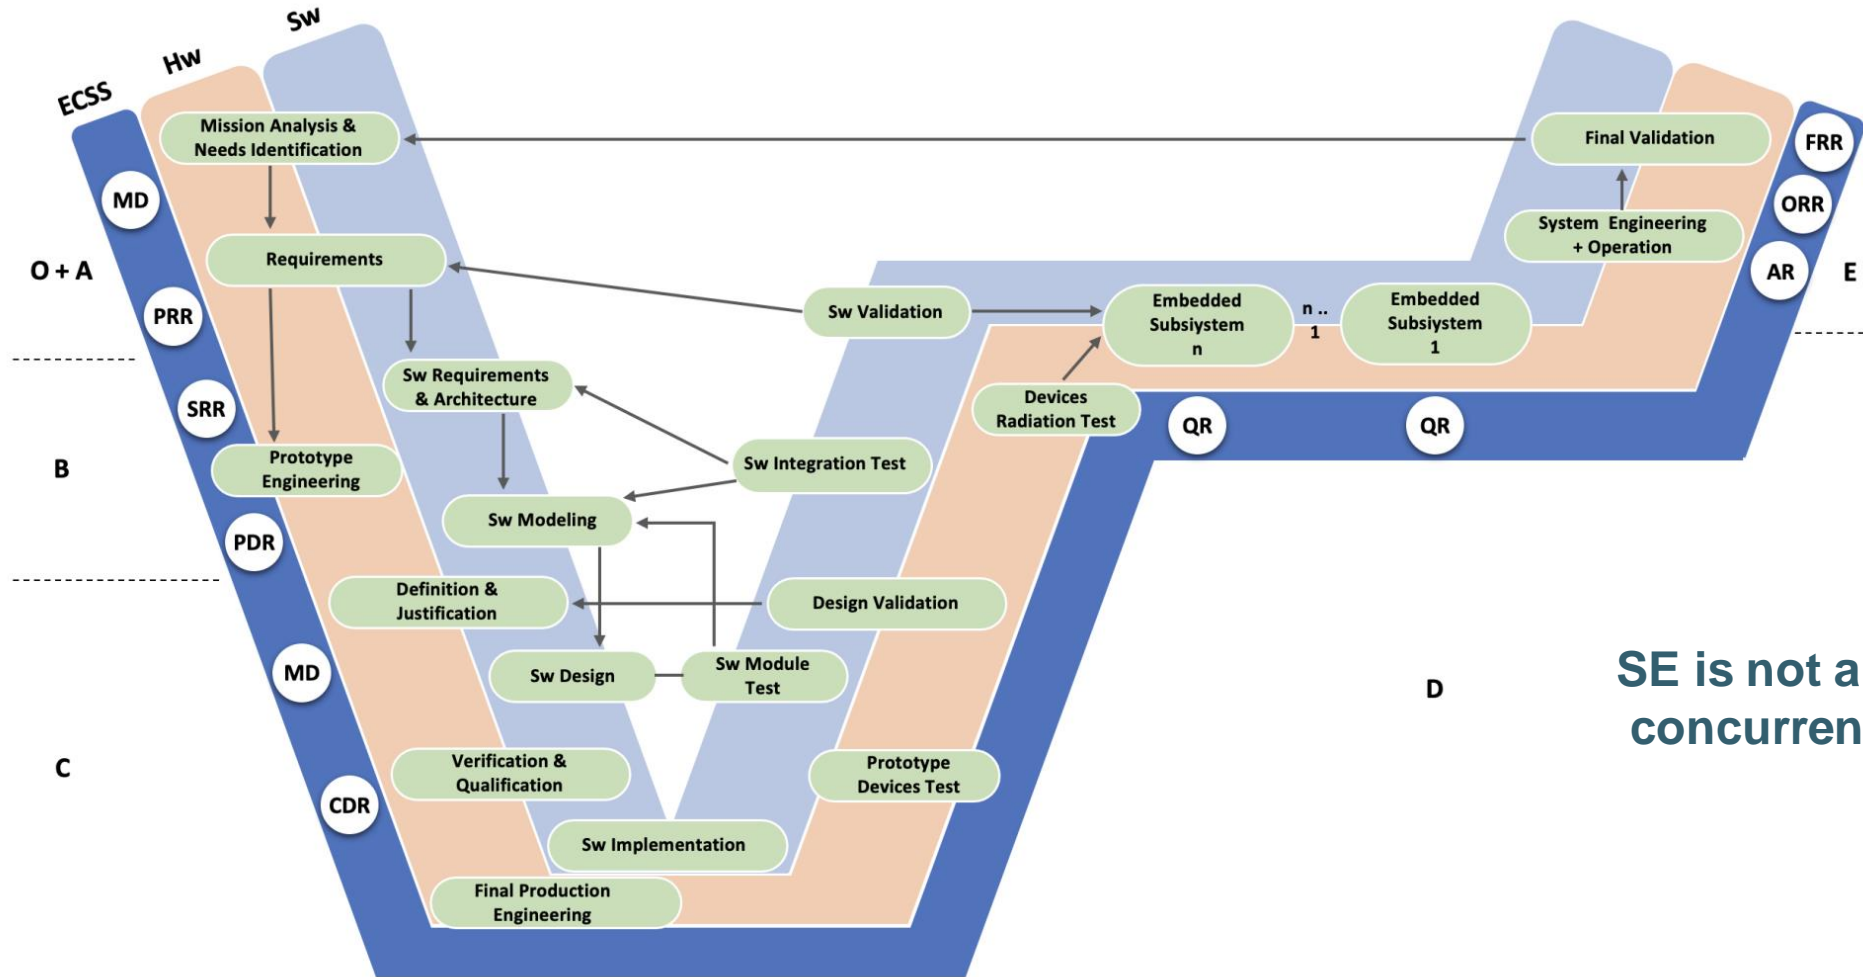 Sw
Hw
ECSS
Mission Analysis &
Needs Identification
Final Validation
FRR
MD
ORR
System Engineering
+ Operation
Requirements
O + A
AR
E
PRR
Sw Validation
Embedded
Subsiystem
n
n ..
1
Embedded
Subsiystem
1
Sw Requirements
& Architecture
SRR
Devices
Radiation Test
QR
QR
B
Prototype
Engineering
Sw Integration Test
Sw Modeling
PDR
Definition &
Justification
Design Validation
MD
Sw Design
Sw Module
Test
D
SE is not a
concurren
C
Verification &
Qualification
Prototype
Devices Test
CDR
Sw Implementation
Final Production
Engineering